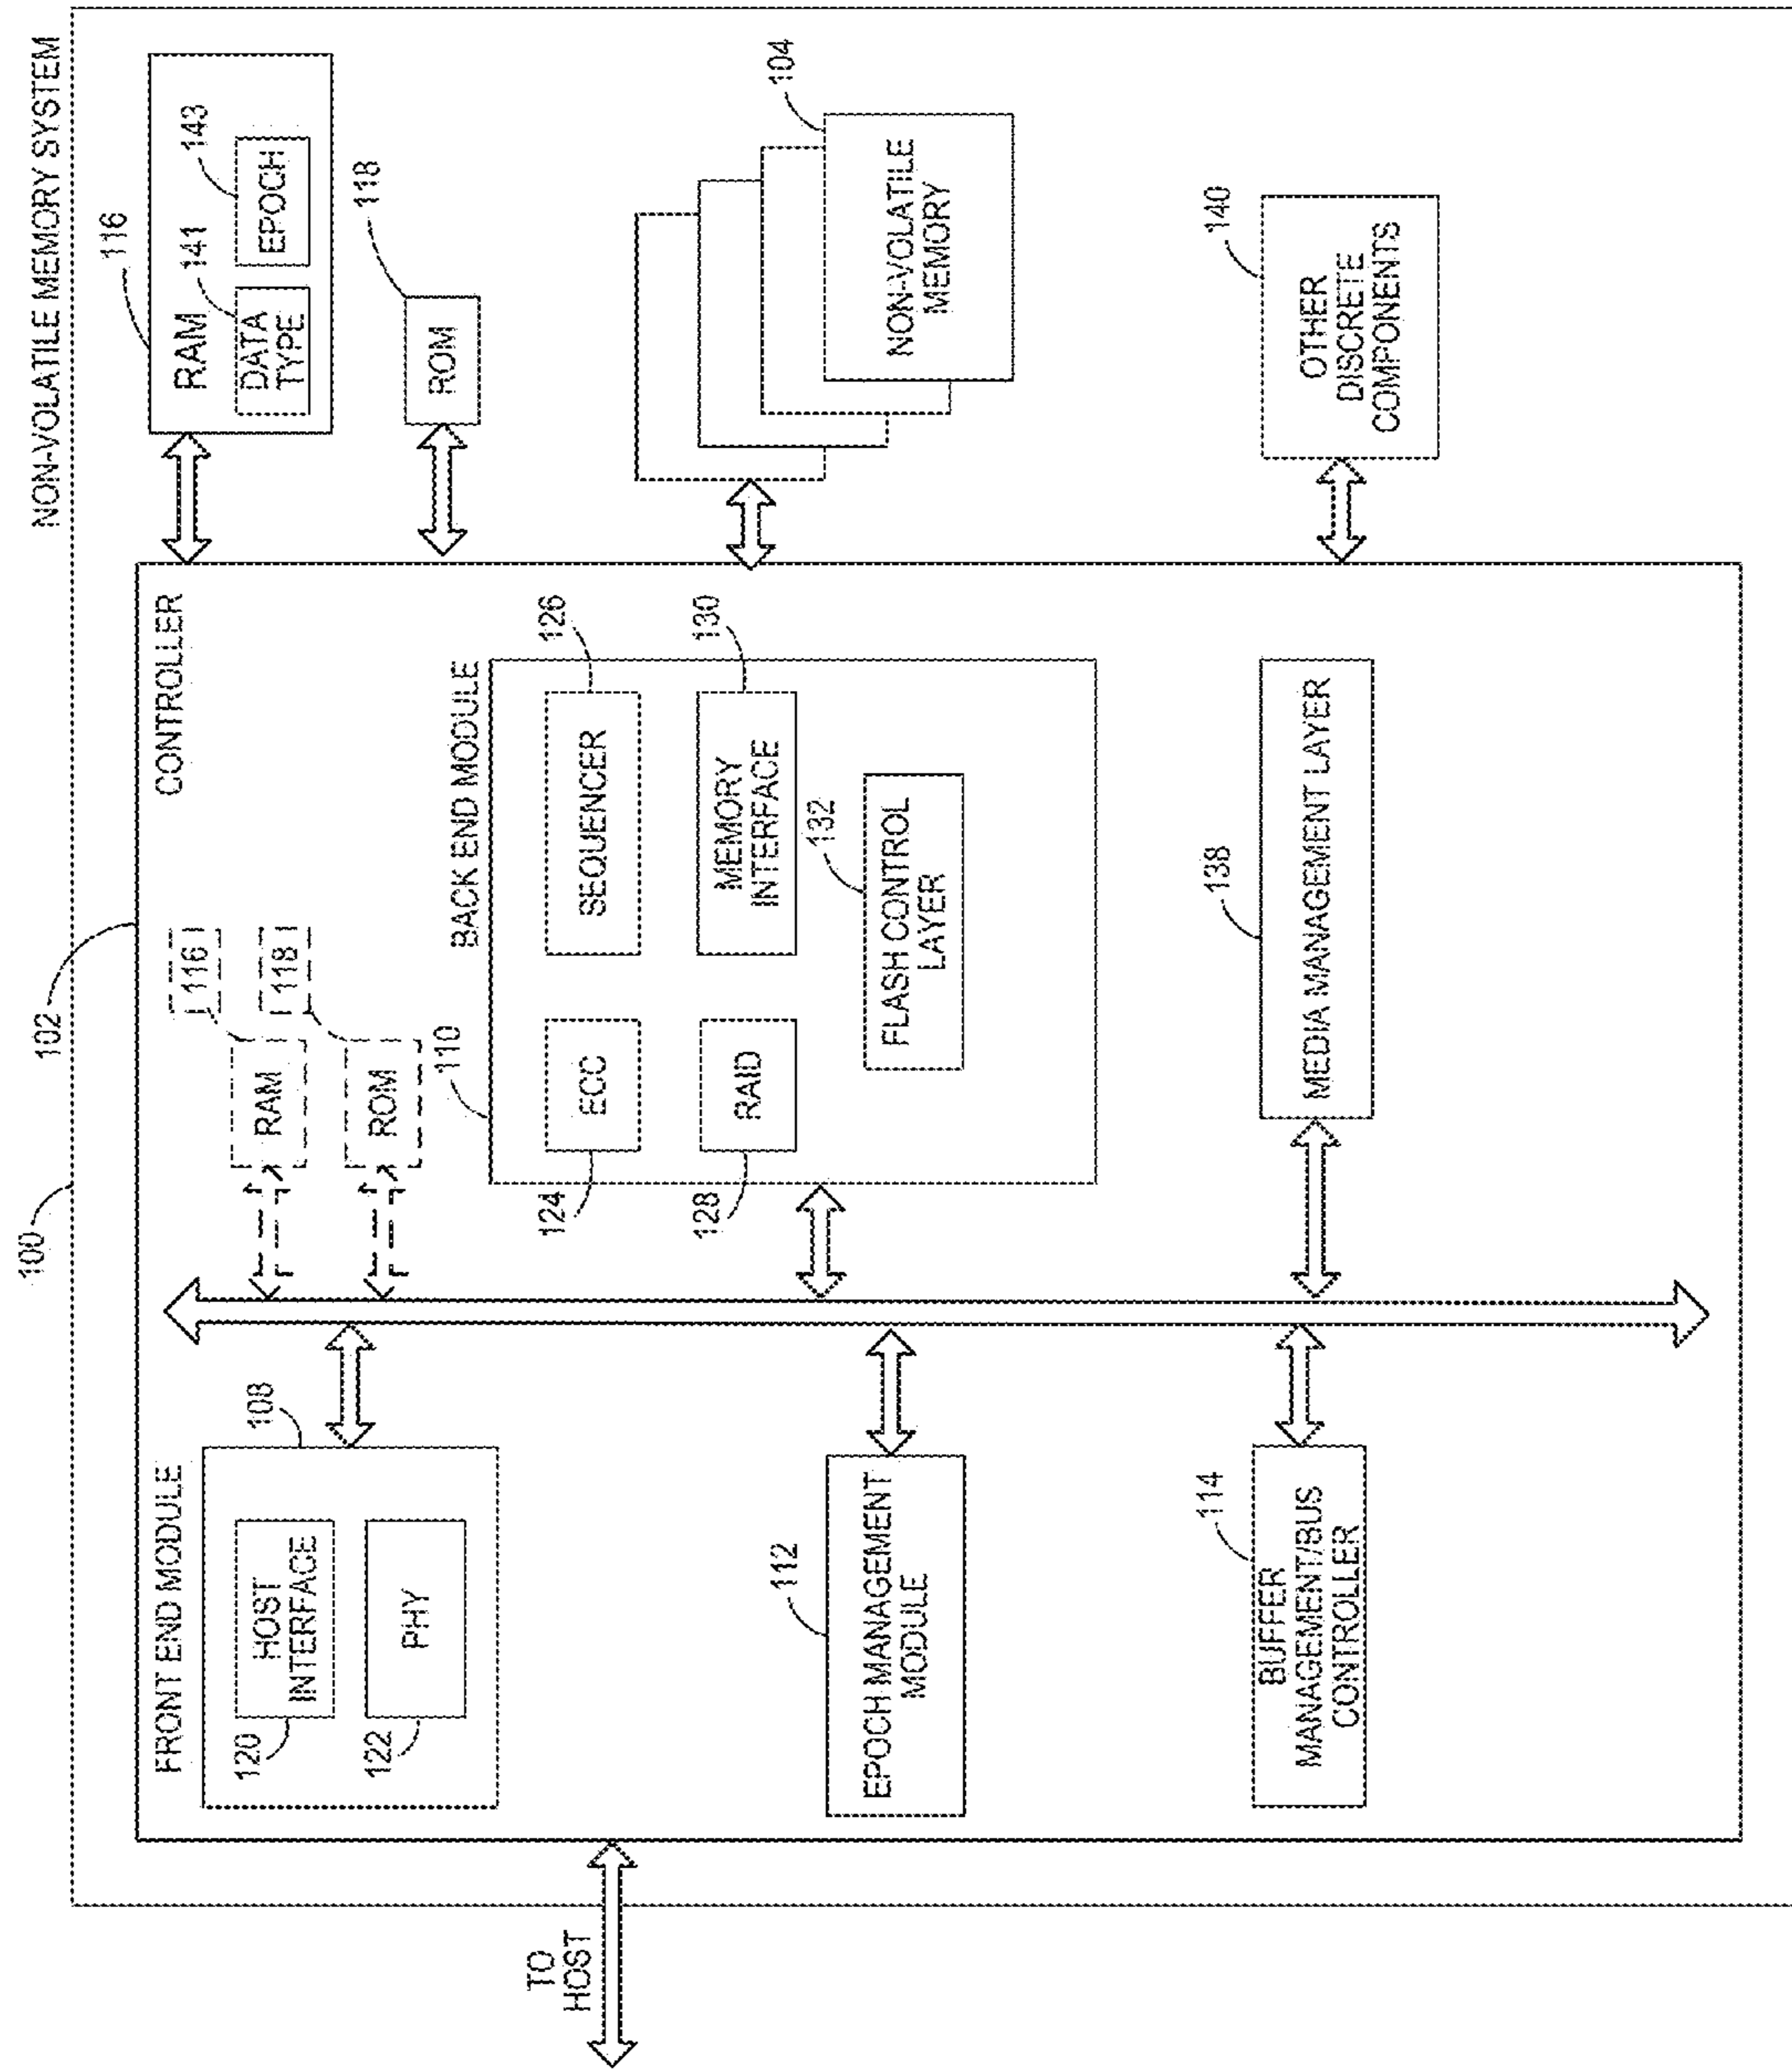 NON-VOLATILE MEMORY SYSTEM
100
102
CONTROLLER
116
RAM
141
DATA
TYPE
143
EPOCH
118
ROM
104
NON-VOLATILE
MEMORY
140
OTHER
DISCRETE
COMPONENTS
116
RAM
118
ROM
TO
HOST
FRONT END MODULE
108
120
HOST
INTERFACE
122
PHY
110
BACK END MODULE
124
ECC
126
SEQUENCER
128
RAID
130
MEMORY
INTERFACE
132
FLASH CONTROL
LAYER
112
EPOCH MANAGEMENT
MODULE
114
BUFFER
MANAGEMENT/BUS
CONTROLLER
138
MEDIA MANAGEMENT LAYER